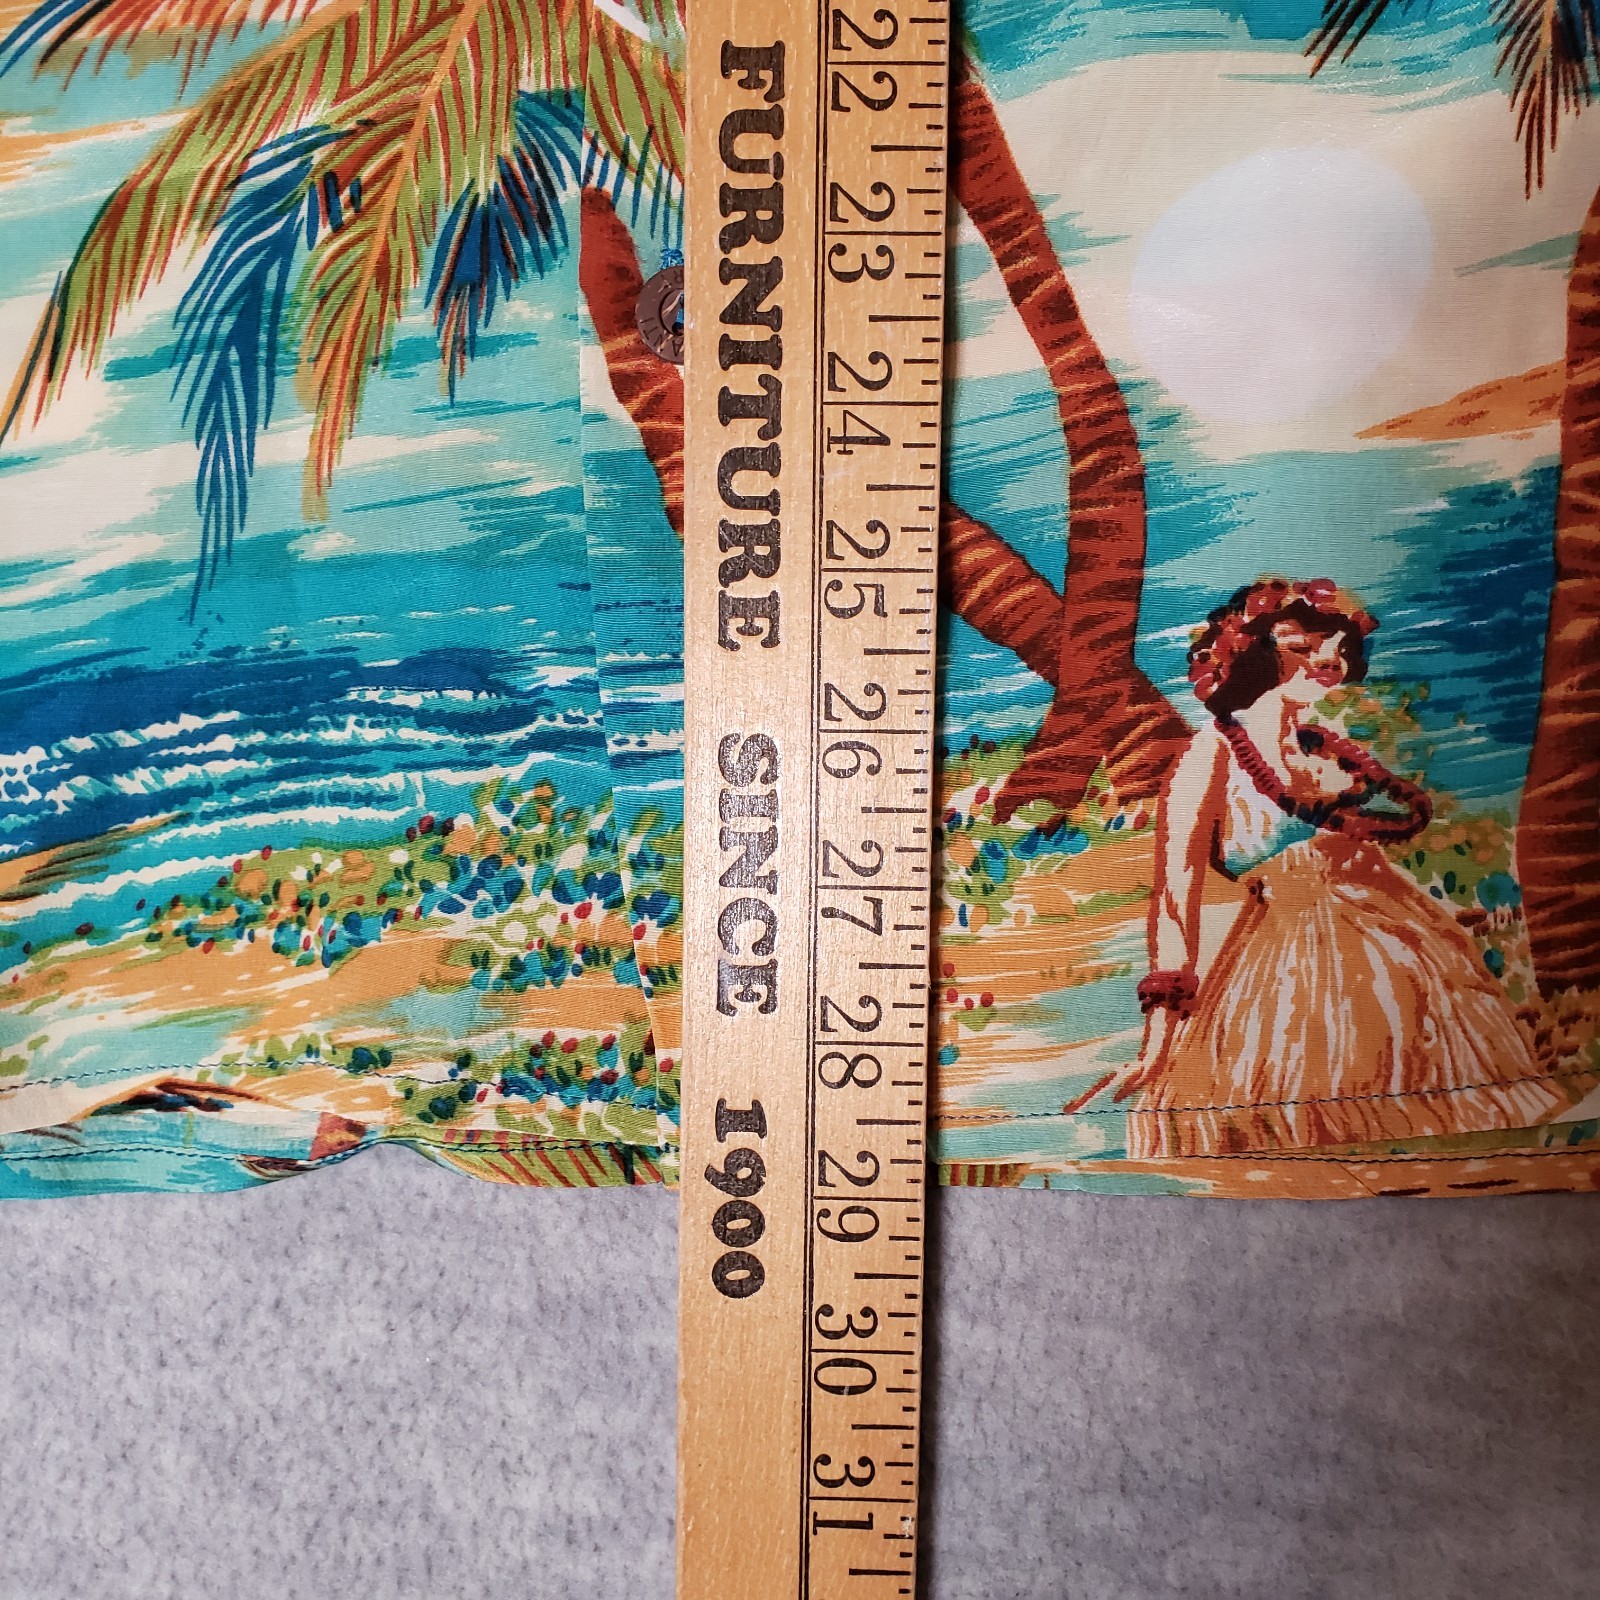 FURNITURE SINCE 1900
22 23 24 25 26 27 28 29 30 31